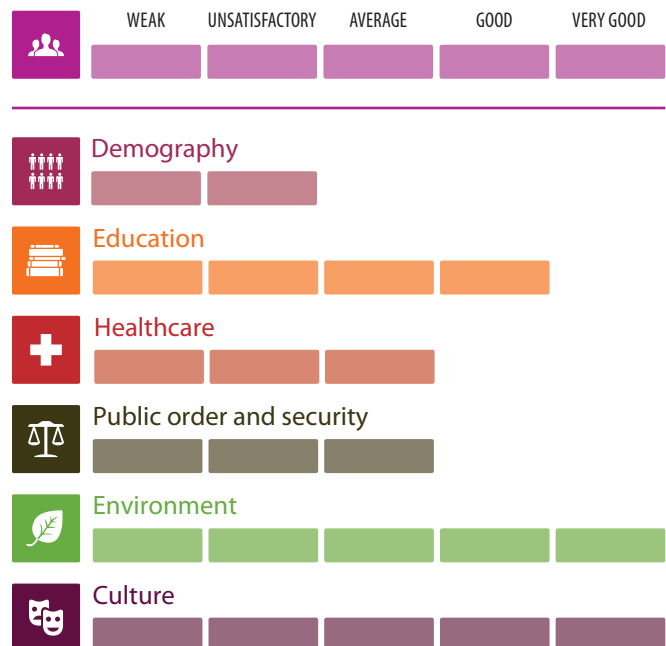 WEAK UNSATISFACTORY AVERAGE GOOD VERY GOOD
Demography
Education
Healthcare
Public order and security
Environment
Culture